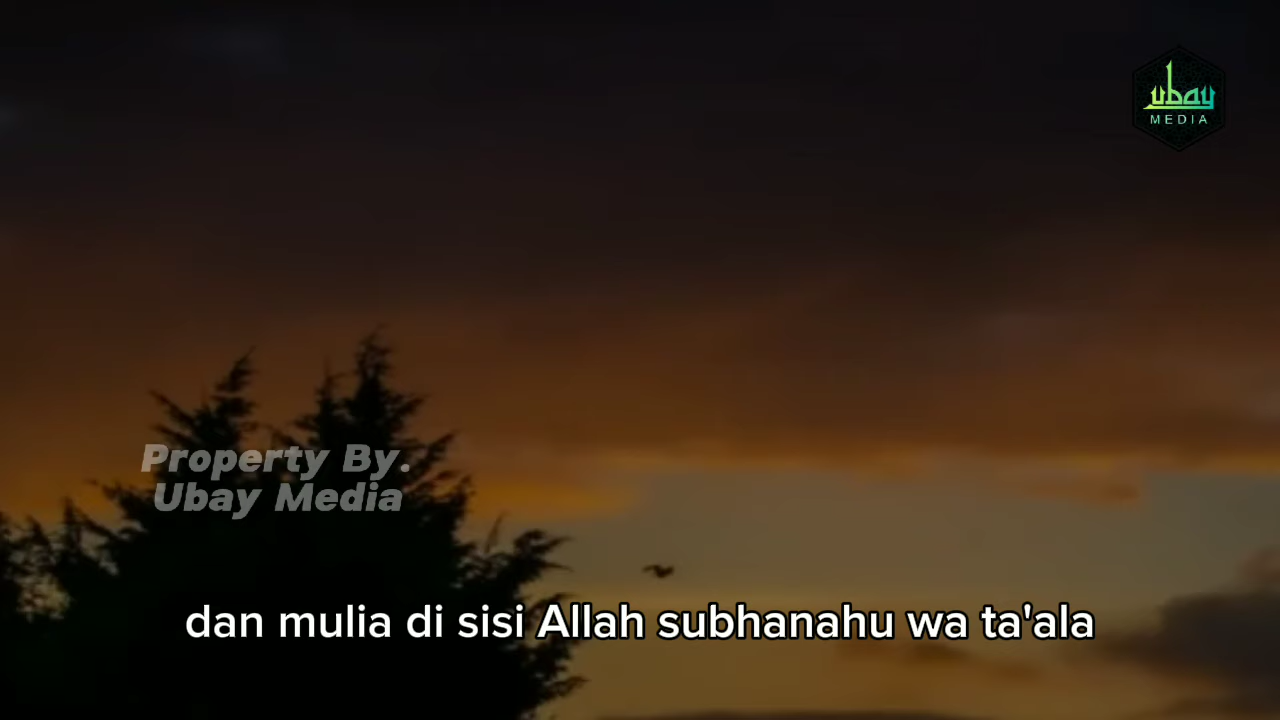 ubay
MEDIA
Property By.
Ubay Media
dan mulia di sisi Allah subhanahu wa ta'ala